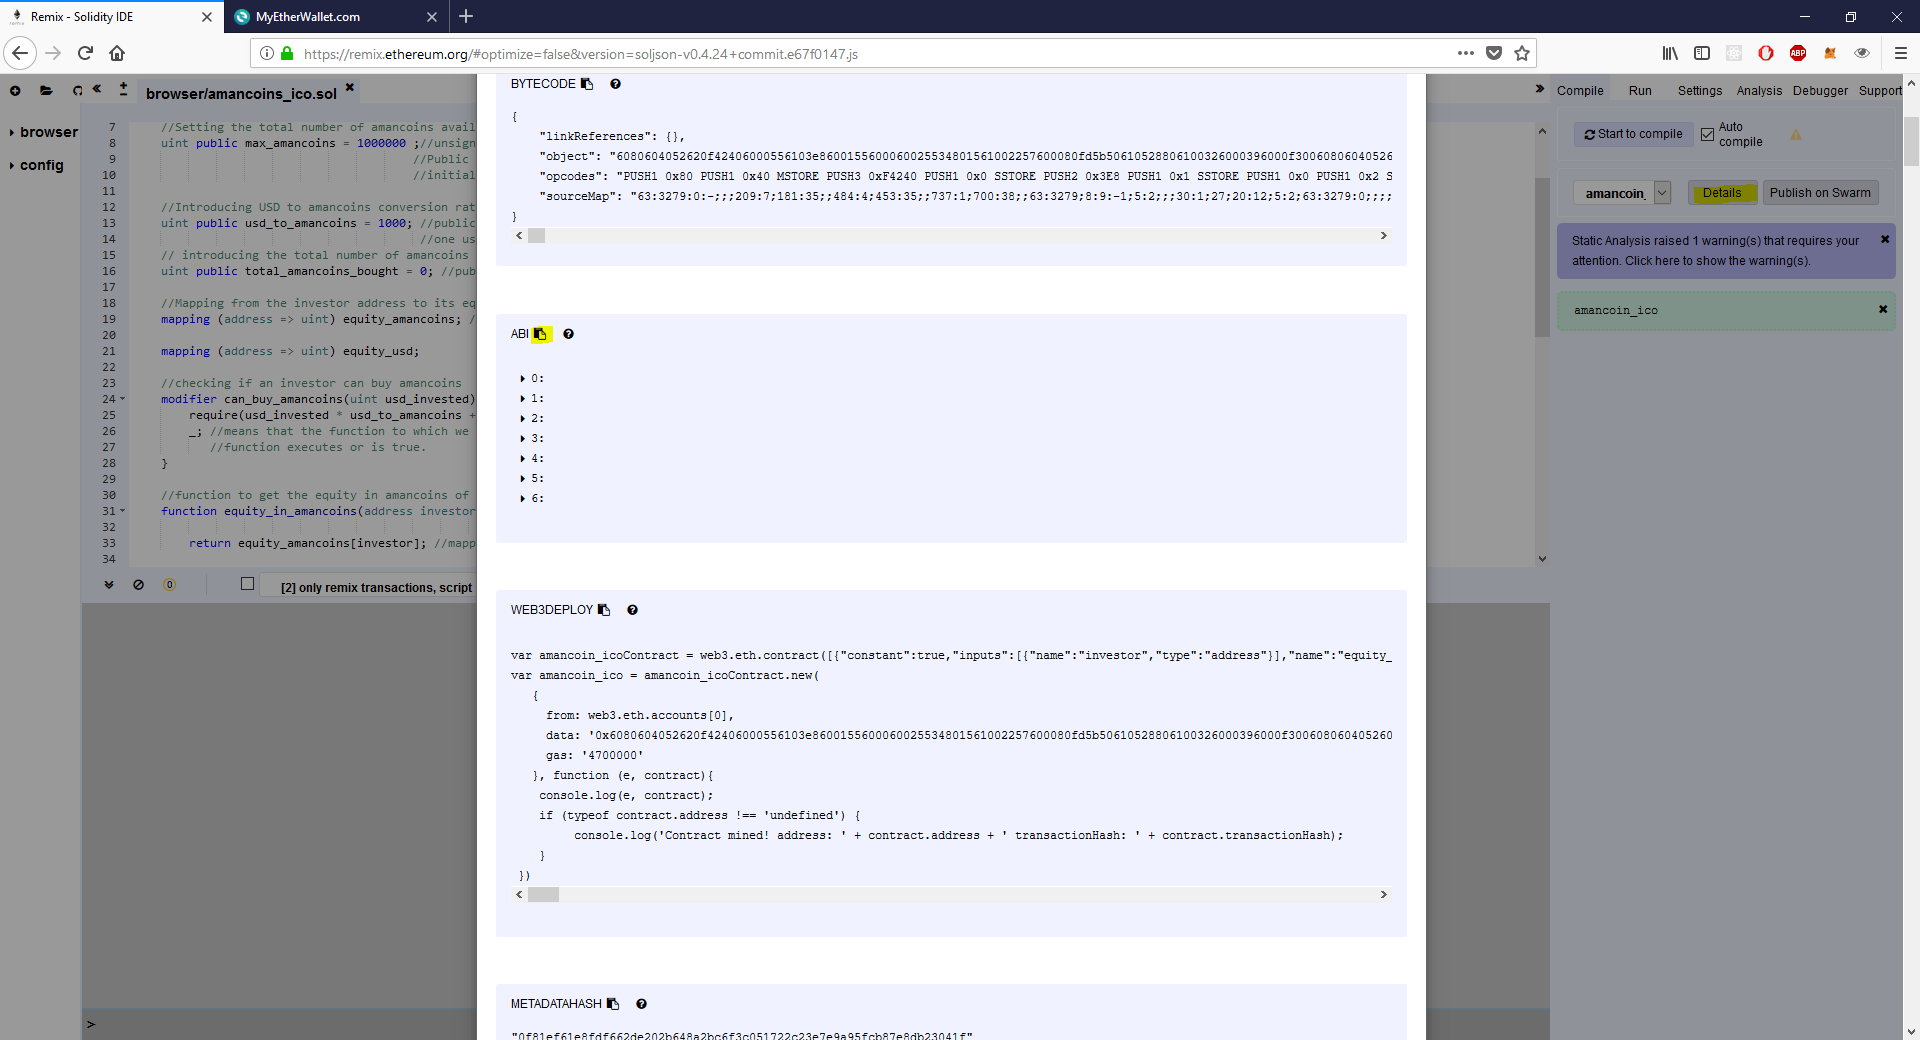 Remix - Solidity IDE
MyEtherWallet.com
https://remix.ethereum.org/#optimize=false&version=soljson-v0.4.24+commit.e67f0147.js
ABP
browser/amancoins_ico.sol
browser
config
7 //Setting the total number of amancoins avail
8 uint public max_amancoins = 1000000 ;//unsign
9 //Public
10 //initial
11
12 //Introducing USD to amancoins conversion rat
13 uint public usd_to_amancoins = 1000; //public
14 //one us
15 // introducing the total number of amancoins
16 uint public total_amancoins_bought = 0; //pub
17
18 //Mapping from the investor address to its eq
19 mapping (address => uint) equity_amancoins; /
20
21 mapping (address => uint) equity_usd;
22
23 //checking if an investor can buy amancoins
24 modifier can_buy_amancoins(uint usd_invested)
25 require(usd_invested * usd_to_amancoins +
26 _; //means that the function to which we
27 //function executes or is true.
28 }
29
30 //function to get the equity in amancoins of
31 function equity_in_amancoins(address investor
32
33 return equity_amancoins[investor]; //mapp
34
0
[2] only remix transactions, script
>
BYTECODE
{
"linkReferences": {},
"object": "6080604052620f42406000556103e8600155600060025534801561002257600080fd5b506105288061003260003960 00f30060806040526
"opcodes": "PUSH1 0x80 PUSH1 0x40 MSTORE PUSH3 0xF4240 PUSH1 0x0 SSTORE PUSH2 0x3E8 PUSH1 0x1 SSTORE PUSH1 0x0 PUSH1 0x2 S
"sourceMap": "63:3279:0:-;;;209:7;181:35;;484:4;453:35;;737:1;700:38;;63:3279;8:9:-1;5:2;;;30:1;27;20:12;5:2;63:3279:0;;;;
}
ABI
0:
1:
2:
3:
4:
5:
6:
WEB3DEPLOY
var amancoin_icoContract = web3.eth.contract([{"constant":true,"inputs":[{"name":"investor","type":"address"}],"name":"equity_
var amancoin_ico = amancoin_icoContract.new(
{
from: web3.eth.accounts[0],
data: '0x6080604052620f42406000556103e8600155600060025534801561002257600080fd5b506105288061003260003960 00f300608060405260
gas: '4700000'
}, function (e, contract){
console.log(e, contract);
if (typeof contract.address !== 'undefined') {
console.log('Contract mined! address: ' + contract.address + ' transactionHash: ' + contract.transactionHash);
}
})
METADATAHASH
"0f81ef61e8fdf662de202b648a2bc6f3c051722c23e7e9a95fcb87e8db23041f"
Compile Run Settings Analysis Debugger Support
Start to compile
Auto compile
amancoin_
Details
Publish on Swarm
Static Analysis raised 1 warning(s) that requires your
attention. Click here to show the warning(s).
amancoin_ico